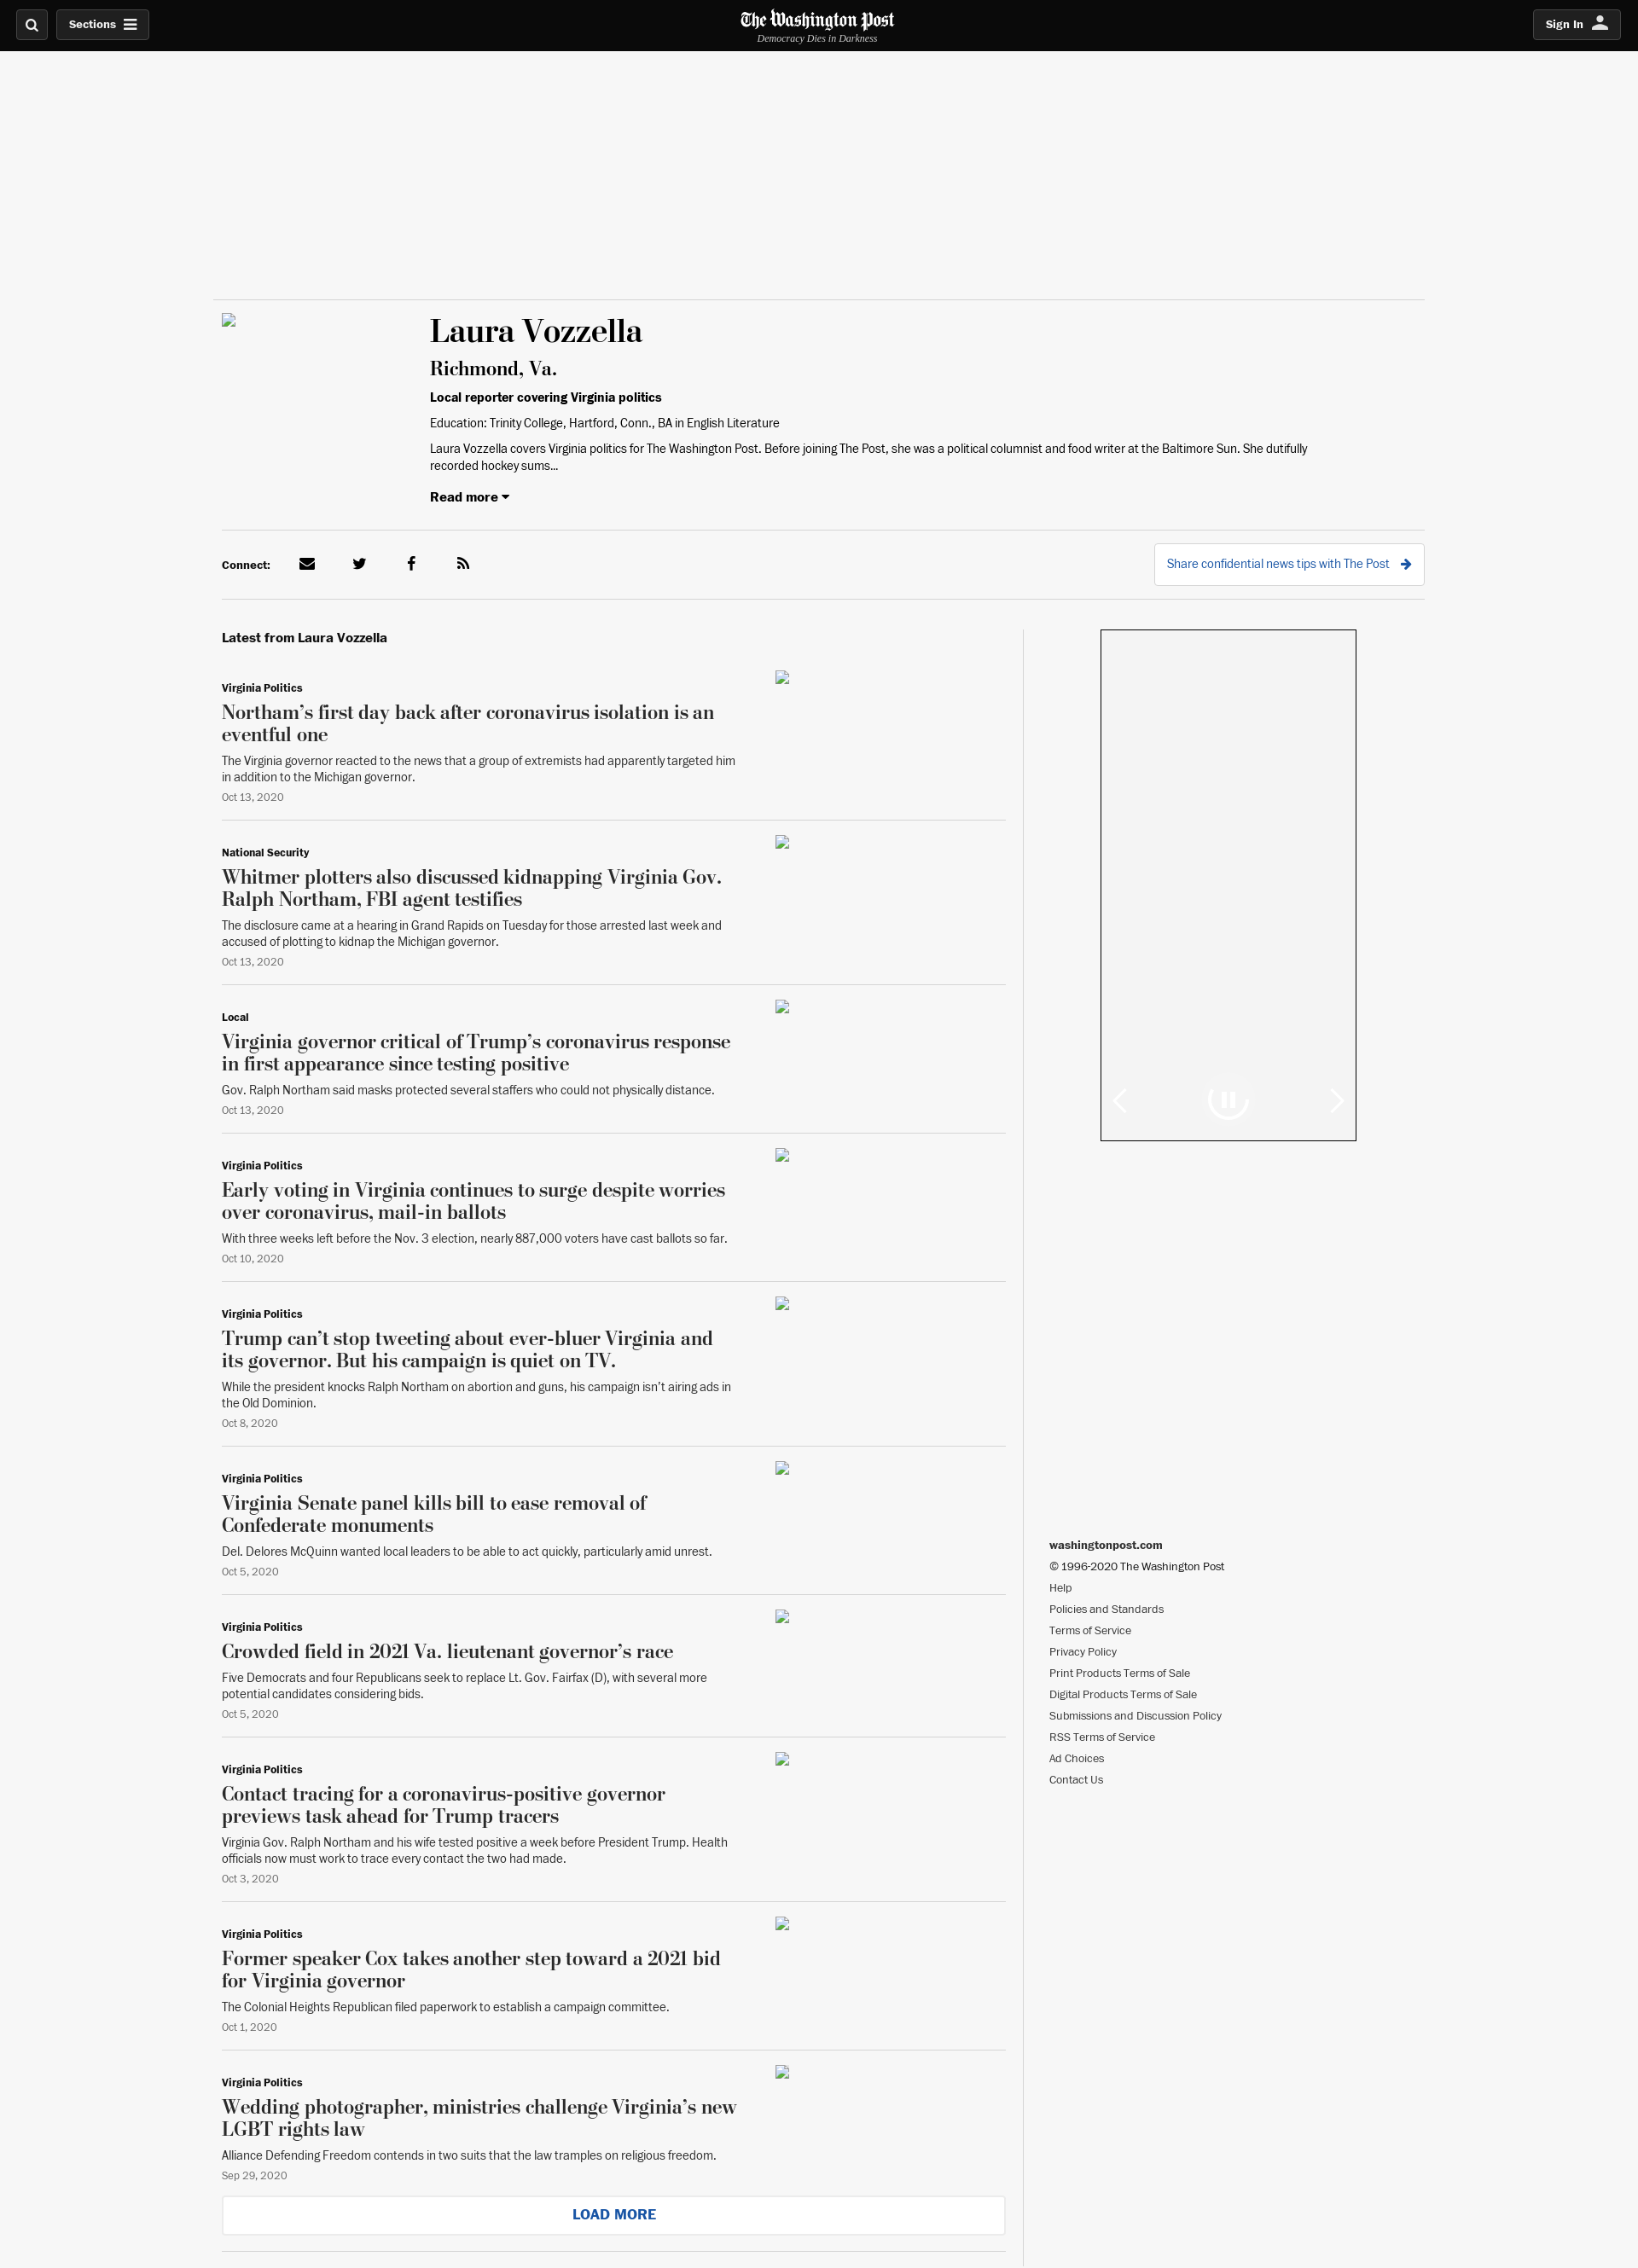 Sections
The Washington Post
Democracy Dies in Darkness
Sign In
Laura Vozzella
Richmond, Va.
Local reporter covering Virginia politics
Education: Trinity College, Hartford, Conn., BA in English Literature
Laura Vozzella covers Virginia politics for The Washington Post. Before joining The Post, she was a political columnist and food writer at the Baltimore Sun. She dutifully
recorded hockey sums...
Read more
Connect:
Share confidential news tips with The Post
Latest from Laura Vozzella
Virginia Politics
Northam’s first day back after coronavirus isolation is an
eventful one
The Virginia governor reacted to the news that a group of extremists had apparently targeted him
in addition to the Michigan governor.
Oct 13, 2020
National Security
Whitmer plotters also discussed kidnapping Virginia Gov.
Ralph Northam, FBI agent testifies
The disclosure came at a hearing in Grand Rapids on Tuesday for those arrested last week and
accused of plotting to kidnap the Michigan governor.
Oct 13, 2020
Local
Virginia governor critical of Trump’s coronavirus response
in first appearance since testing positive
Gov. Ralph Northam said masks protected several staffers who could not physically distance.
Oct 13, 2020
Virginia Politics
Early voting in Virginia continues to surge despite worries
over coronavirus, mail-in ballots
With three weeks left before the Nov. 3 election, nearly 887,000 voters have cast ballots so far.
Oct 10, 2020
Virginia Politics
Trump can’t stop tweeting about ever-bluer Virginia and
its governor. But his campaign is quiet on TV.
While the president knocks Ralph Northam on abortion and guns, his campaign isn’t airing ads in
the Old Dominion.
Oct 8, 2020
Virginia Politics
Virginia Senate panel kills bill to ease removal of
Confederate monuments
Del. Delores McQuinn wanted local leaders to be able to act quickly, particularly amid unrest.
Oct 5, 2020
Virginia Politics
Crowded field in 2021 Va. lieutenant governor’s race
Five Democrats and four Republicans seek to replace Lt. Gov. Fairfax (D), with several more
potential candidates considering bids.
Oct 5, 2020
Virginia Politics
Contact tracing for a coronavirus-positive governor
previews task ahead for Trump tracers
Virginia Gov. Ralph Northam and his wife tested positive a week before President Trump. Health
officials now must work to trace every contact the two had made.
Oct 3, 2020
Virginia Politics
Former speaker Cox takes another step toward a 2021 bid
for Virginia governor
The Colonial Heights Republican filed paperwork to establish a campaign committee.
Oct 1, 2020
Virginia Politics
Wedding photographer, ministries challenge Virginia’s new
LGBT rights law
Alliance Defending Freedom contends in two suits that the law tramples on religious freedom.
Sep 29, 2020
LOAD MORE
washingtonpost.com
© 1996-2020 The Washington Post
Help
Policies and Standards
Terms of Service
Privacy Policy
Print Products Terms of Sale
Digital Products Terms of Sale
Submissions and Discussion Policy
RSS Terms of Service
Ad Choices
Contact Us